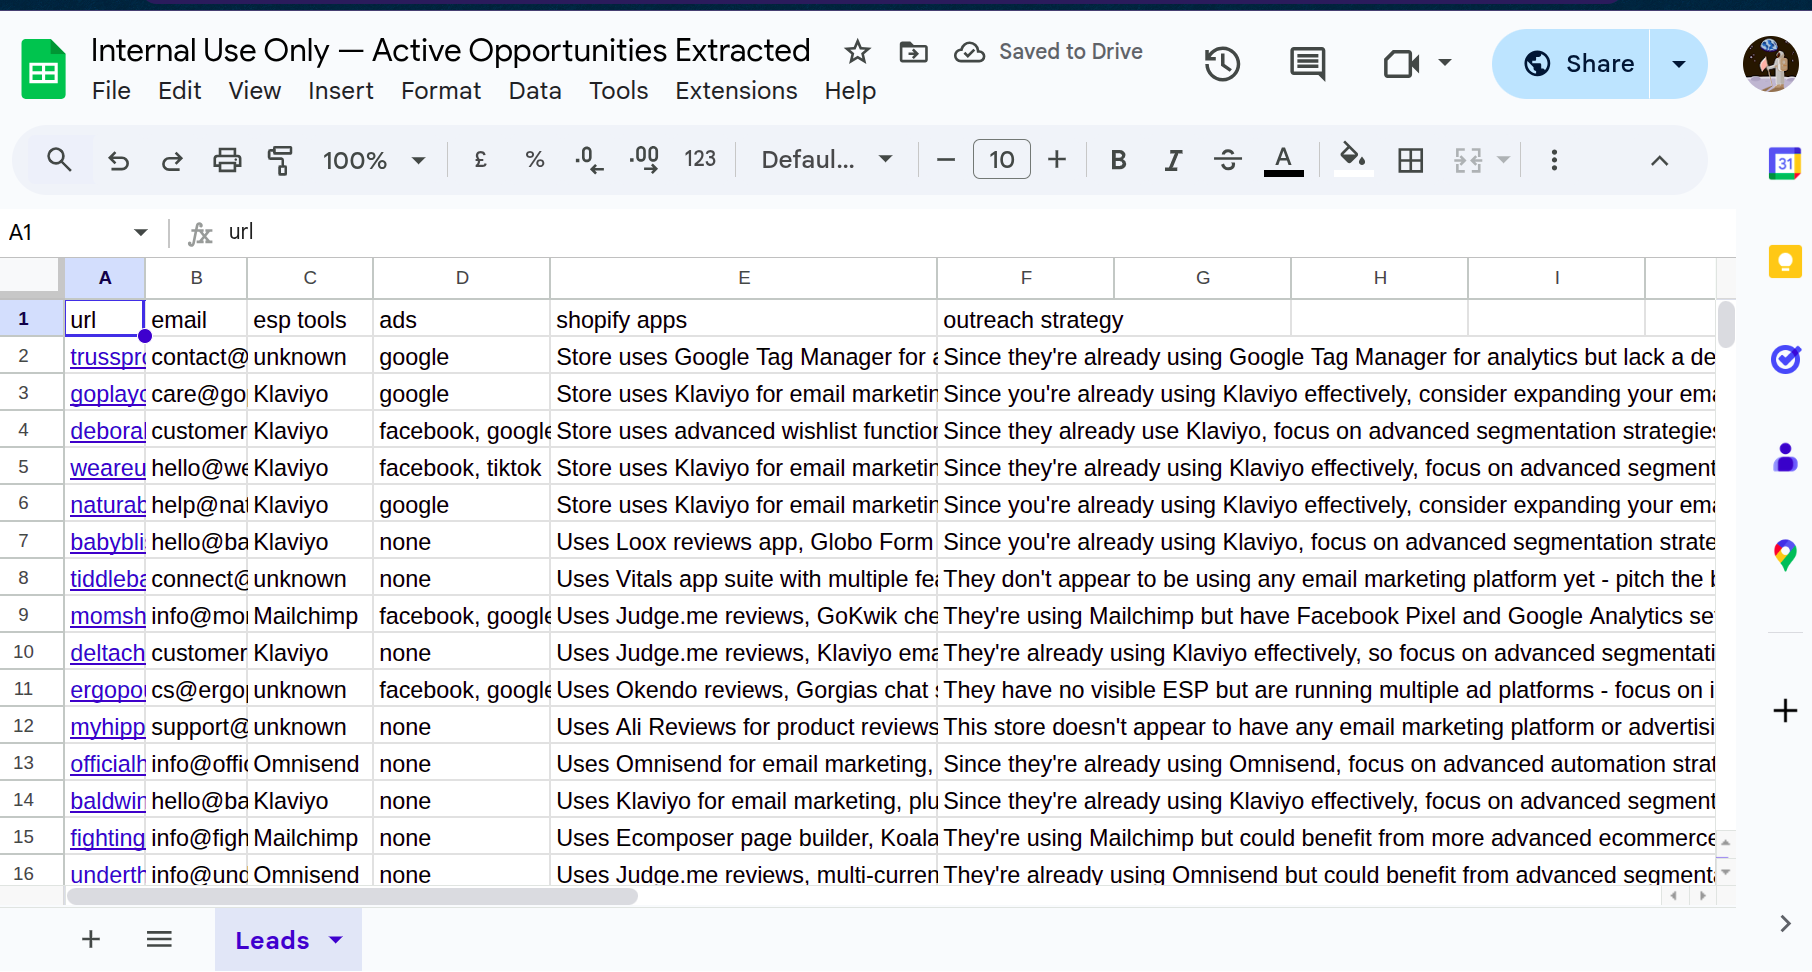 Internal Use Only — Active Opportunities Extracted Saved to Drive
File Edit View Insert Format Data Tools Extensions Help
Share
100% £ % .0 .00 123 Defaul... 10 B I A
31
A1 fx url
A B C D E F G H I
1 url email esp tools ads shopify apps outreach strategy
2 trusspro contact@ unknown google Store uses Google Tag Manager for a Since they're already using Google Tag Manager for analytics but lack a de
3 goplayo care@go Klaviyo google Store uses Klaviyo for email marketin Since you're already using Klaviyo effectively, consider expanding your ema
4 deboral customer Klaviyo facebook, google Store uses advanced wishlist function Since they already use Klaviyo, focus on advanced segmentation strategies
5 weareu hello@we Klaviyo facebook, tiktok Store uses Klaviyo for email marketin Since they're already using Klaviyo effectively, focus on advanced segment
6 naturab help@nat Klaviyo google Store uses Klaviyo for email marketin Since you're already using Klaviyo effectively, consider expanding your ema
7 babybli hello@ba Klaviyo none Uses Loox reviews app, Globo Form Since you're already using Klaviyo, focus on advanced segmentation strate
8 tiddleba connect@ unknown none Uses Vitals app suite with multiple fea They don't appear to be using any email marketing platform yet - pitch the b
9 momsh info@mor Mailchimp facebook, google Uses Judge.me reviews, GoKwik che They're using Mailchimp but have Facebook Pixel and Google Analytics se
10 deltach customer Klaviyo none Uses Judge.me reviews, Klaviyo ema They're already using Klaviyo effectively, so focus on advanced segmentati
11 ergopou cs@ergop unknown facebook, google Uses Okendo reviews, Gorgias chat s They have no visible ESP but are running multiple ad platforms - focus on i
12 myhipp support@ unknown none Uses Ali Reviews for product reviews This store doesn't appear to have any email marketing platform or advertisi
13 officialh info@offic Omnisend none Uses Omnisend for email marketing, Since they're already using Omnisend, focus on advanced automation strat
14 baldwin hello@ba Klaviyo none Uses Klaviyo for email marketing, plu Since they're already using Klaviyo effectively, focus on advanced segment
15 fighting info@figh Mailchimp none Uses Ecomposer page builder, Koala They're using Mailchimp but could benefit from more advanced ecommerce
16 underth info@und Omnisend none Uses Judge.me reviews, multi-curren They're already using Omnisend but could benefit from advanced segmenta
Leads